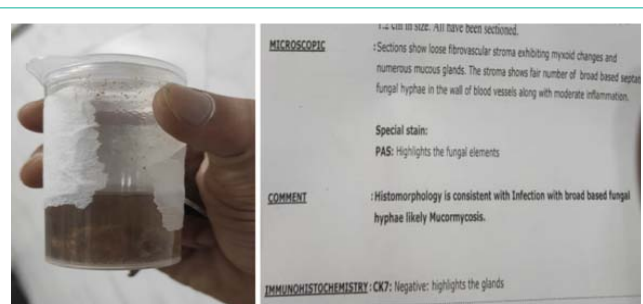 1.2 cm in size. All have been sectioned.
MICROSCOPIC : Sections show loose fibrovascular stroma exhibiting myxoid changes and
numerous mucous glands. The stroma shows fair number of broad based septa
fungal hyphae in the wall of blood vessels along with moderate inflammation.
Special stain:
PAS: Highlights the fungal elements
COMMENT : Histomorphology is consistent with Infection with broad based fungal
hyphae likely Mucormycosis.
IMMUNOHISTOCHEMISTRY : CK7: Negative: highlights the glands